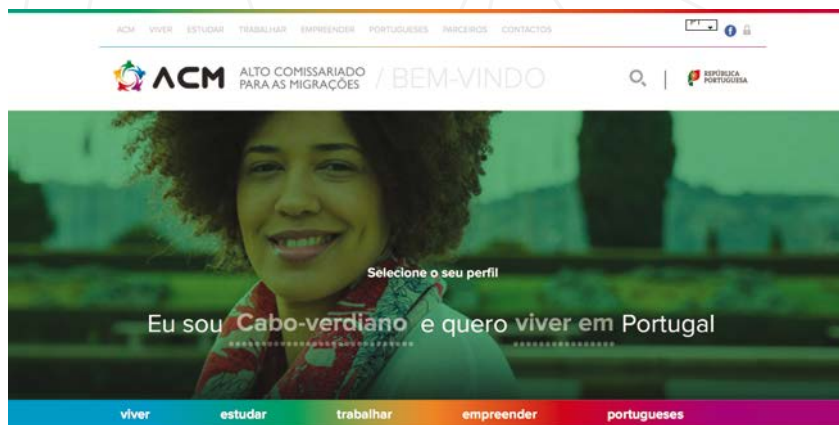 ACM VIVER ESTUDAR TRABALHAR EMPREENDER PORTUGUESES PARCEIROS CONTACTOS
ACM ALTO COMISSARIADO PARA AS MIGRAÇÕES / BEM-VINDO
REPÚBLICA PORTUGUESA
Selecione o seu perfil
Eu sou Cabo-verdiano e quero viver em Portugal
viver estudar trabalhar empreender portugueses